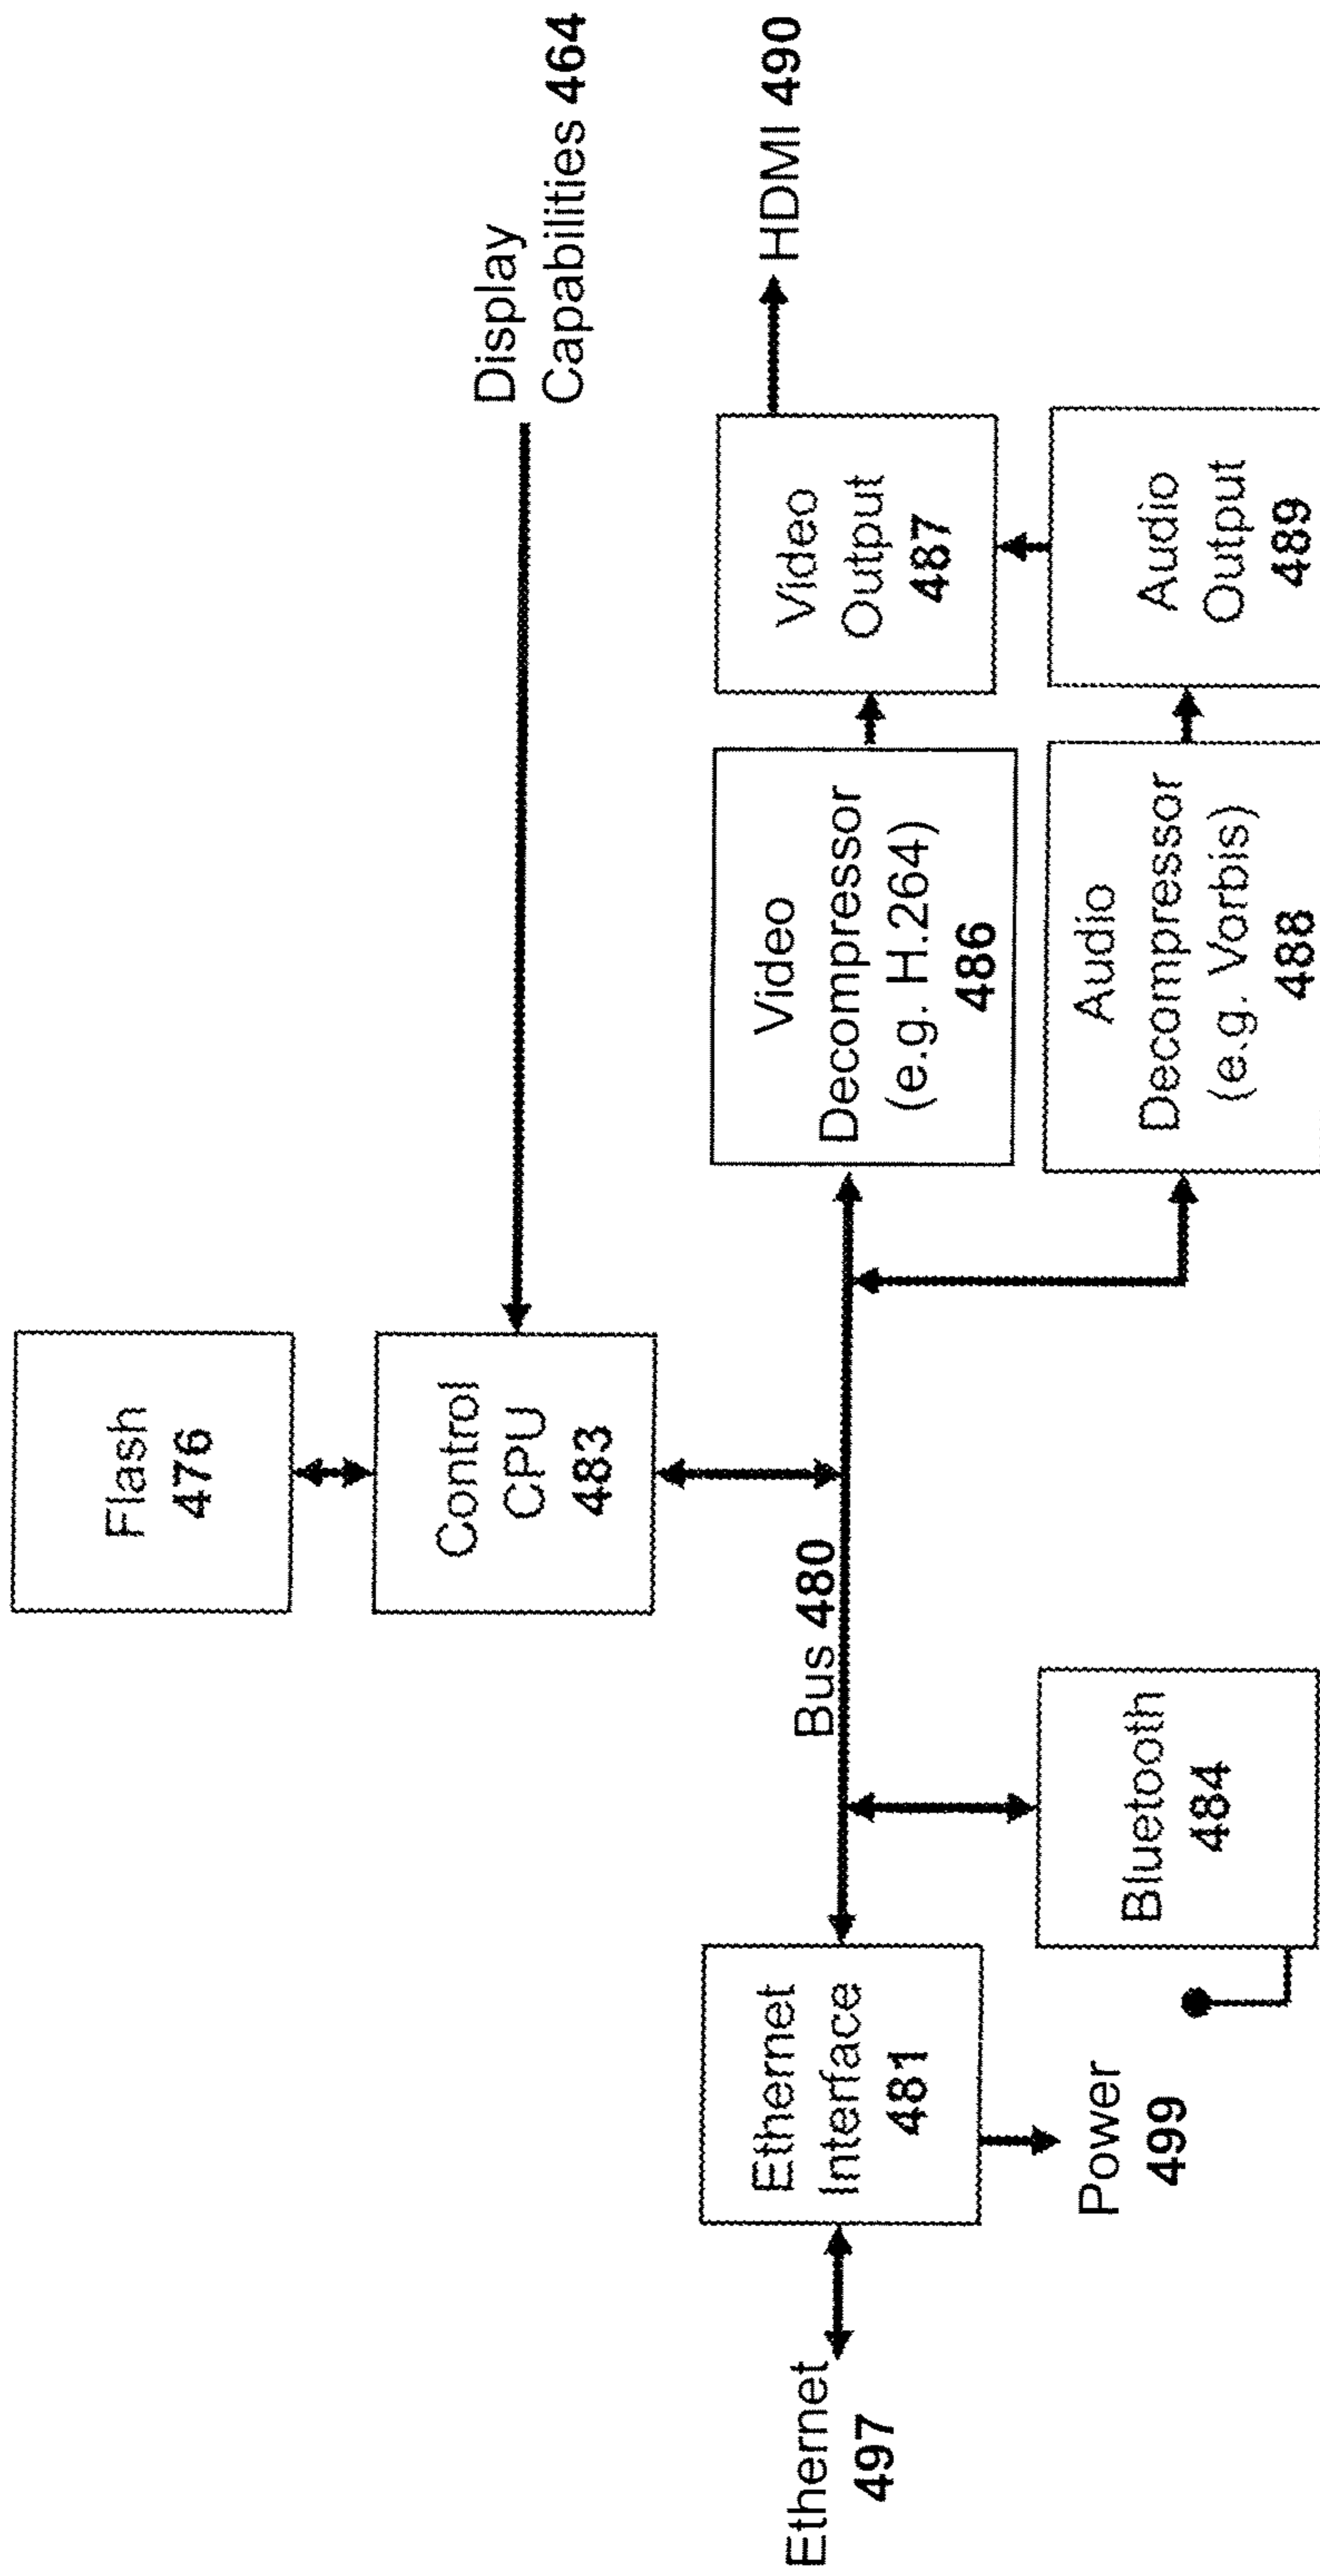 Flash
476
Display
Capabilities 464
Control
CPU
483
Bus 480
HDMI 490
Ethernet
497
Ethernet
Interface
481
Video
Decompressor
(e.g. H.264)
486
Video
Output
487
Power
499
Bluetooth
484
Audio
Decompressor
(e.g. Vorbis)
488
Audio
Output
489